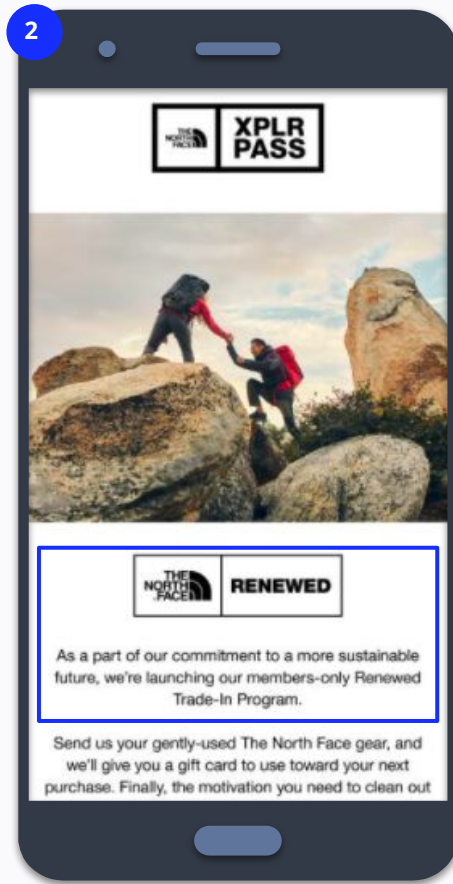 2
THE
NORTH
FACE
XPLR
PASS
THE
NORTH
FACE
RENEWED
As a part of our commitment to a more sustainable
future, we're launching our members-only Renewed
Trade-In Program.
Send us your gently-used The North Face gear, and
we'll give you a gift card to use toward your next
purchase. Finally, the motivation you need to clean out